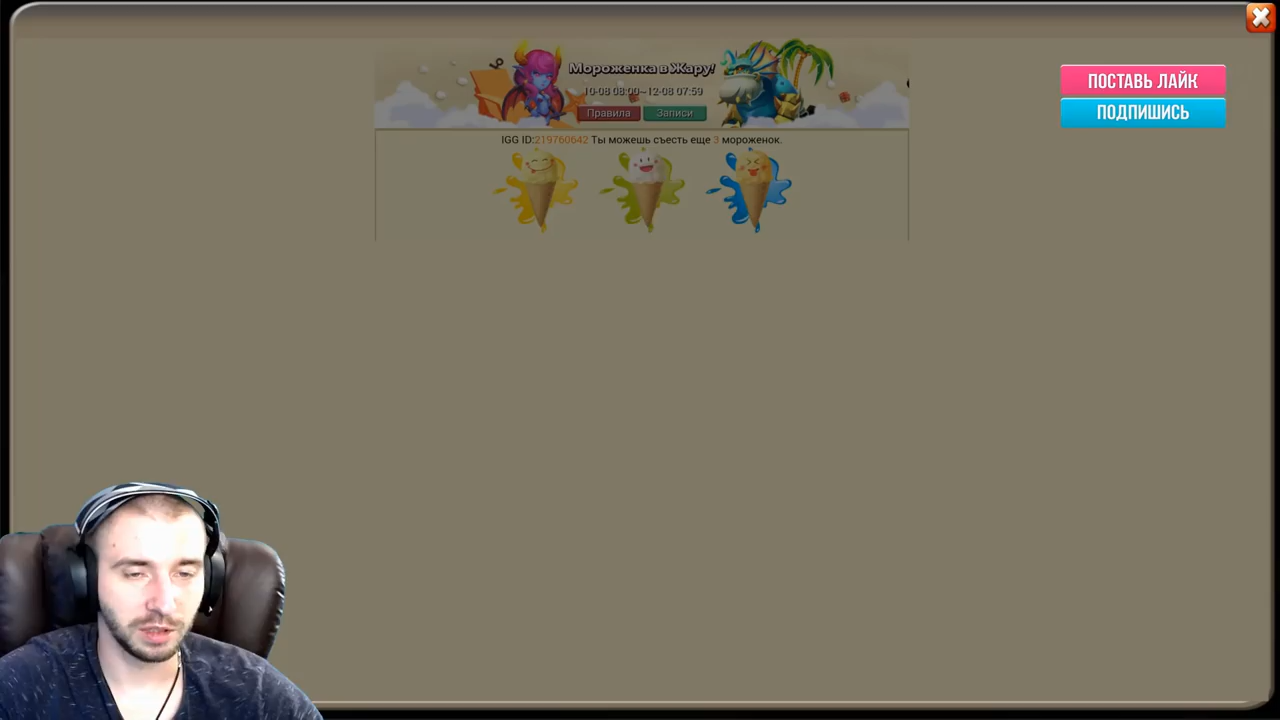 Мороженка в Жару!
10-08 08:00~12-08 07:59
Правила Записи
IGG ID:219760642 Ты можешь съесть еще 3 мороженок.
ПОСТАВЬ ЛАЙК
ПОДПИШИСЬ